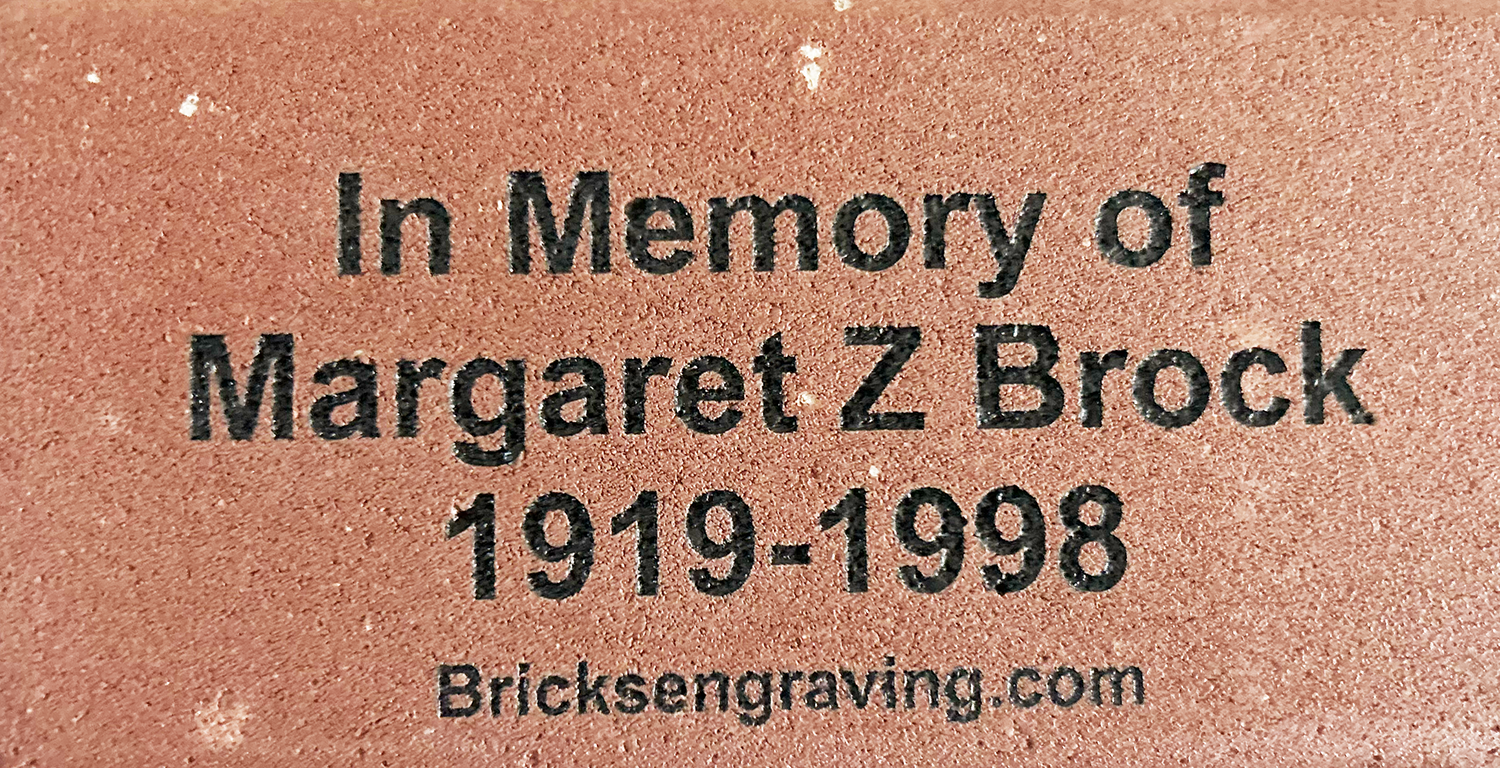 In Memory of
Margaret Z Brock
1919-1998
Bricksengraving.com